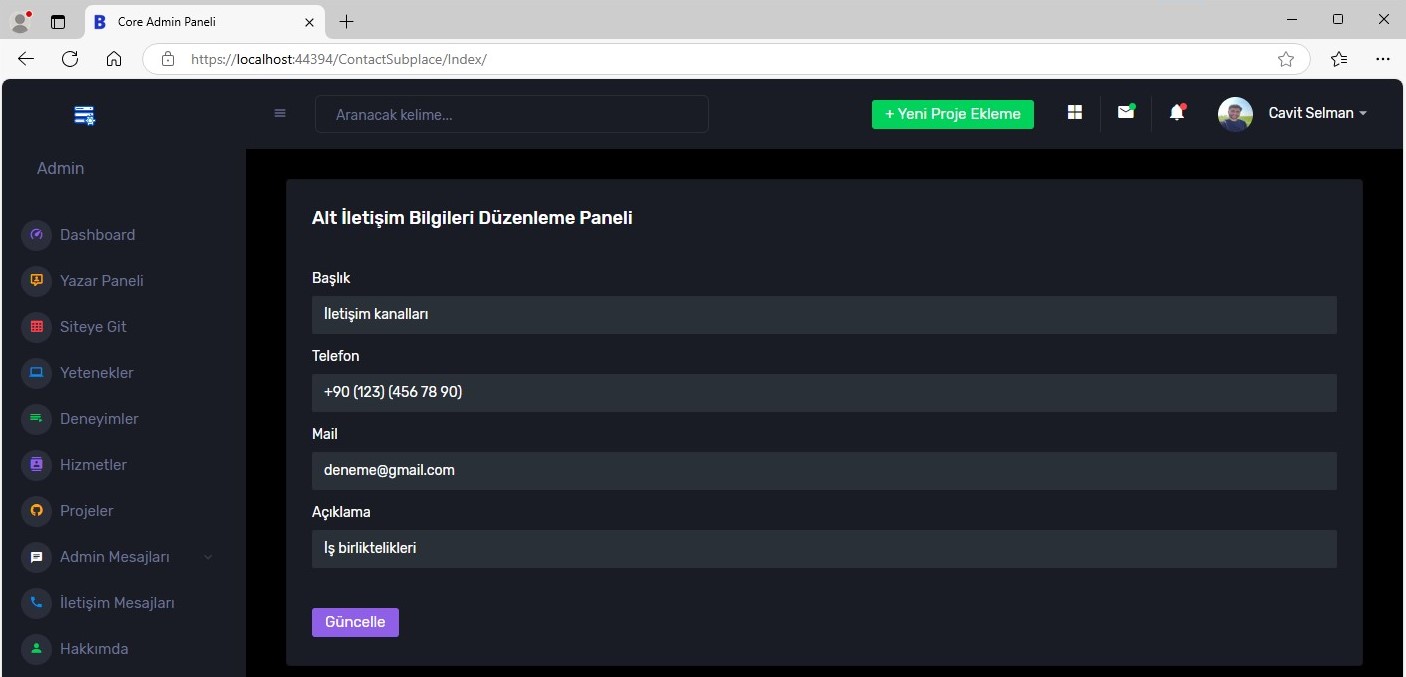 Core Admin Paneli
https://localhost:44394/ContactSubplace/Index/
Aranacak kelime...
+ Yeni Proje Ekleme
Cavit Selman
Admin
Dashboard
Yazar Paneli
Siteye Git
Yetenekler
Deneyimler
Hizmetler
Projeler
Admin Mesajları
İletişim Mesajları
Hakkımda
Alt İletişim Bilgileri Düzenleme Paneli
Başlık
İletişim kanalları
Telefon
+90 (123) (456 78 90)
Mail
deneme@gmail.com
Açıklama
İş birliktelikleri
Güncelle